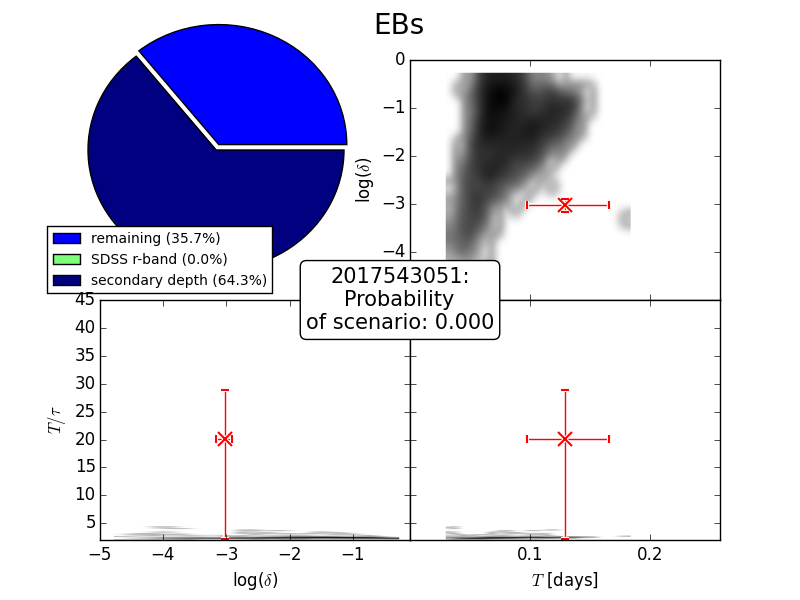 EBs
remaining (35.7%)
SDSS r-band (0.0%)
secondary depth (64.3%)
0
−1
−2
−3
−4
log(δ)
2017543051:
Probability
of scenario: 0.000
45
40
35
30
25
20
15
10
5
T/τ
−5 −4 −3 −2 −1
log(δ)
0.1 0.2
T [days]